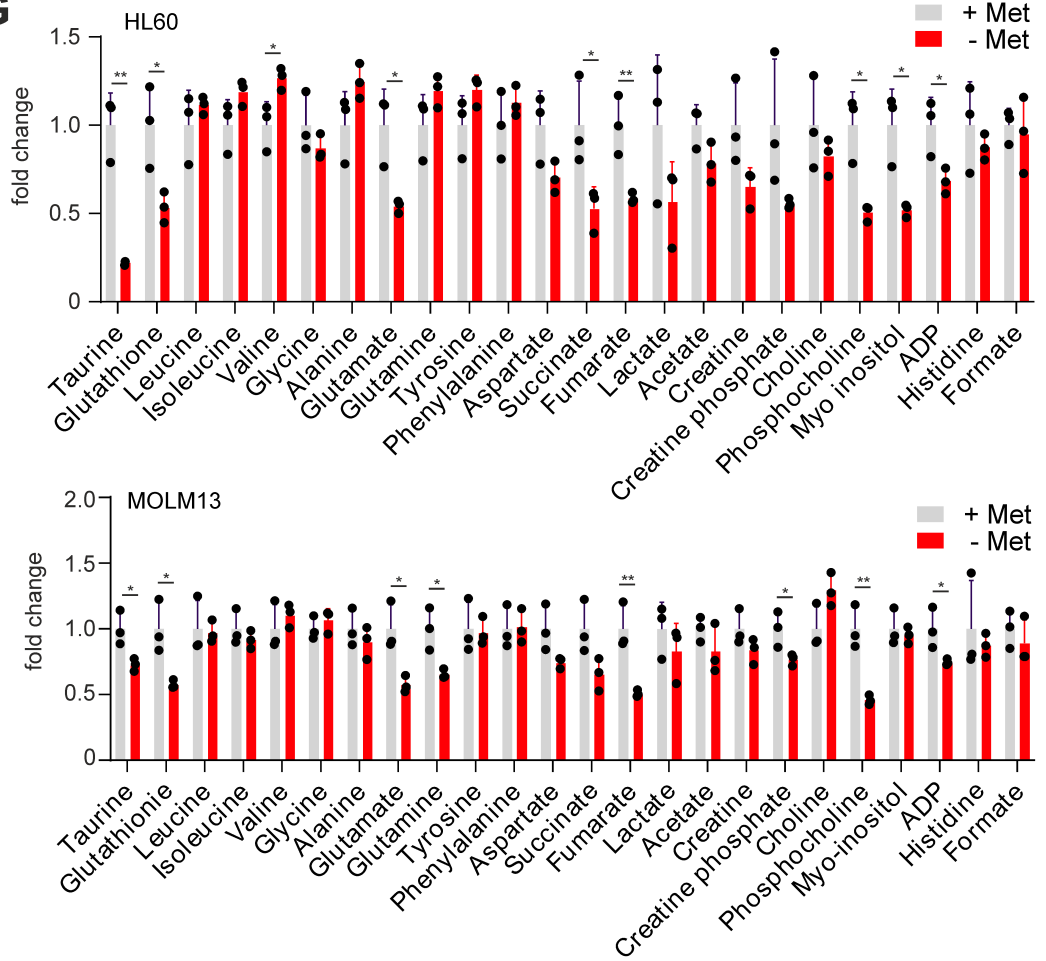 G
HL60
+ Met
- Met
fold change
1.5
1.0
0.5
0
** * * * * ** * * *
Taurine
Glutathione
Leucine
Isoleucine
Valine
Glycine
Alanine
Glutamate
Glutamine
Tyrosine
Phenylalanine
Aspartate
Succinate
Fumarate
Lactate
Acetate
Creatine
Creatine phosphate
Choline
Phosphocholine
Myo inositol
ADP
Histidine
Formate
MOLM13
+ Met
- Met
fold change
2.0
1.5
1.0
0.5
0
* * * * ** * ** *
Taurine
Glutathionie
Leucine
Isoleucine
Valine
Glycine
Alanine
Glutamate
Glutamine
Tyrosine
Phenylalanine
Aspartate
Succinate
Fumarate
Lactate
Acetate
Creatine
Creatine phosphate
Choline
Phosphocholine
Myo-inositol
ADP
Histidine
Formate